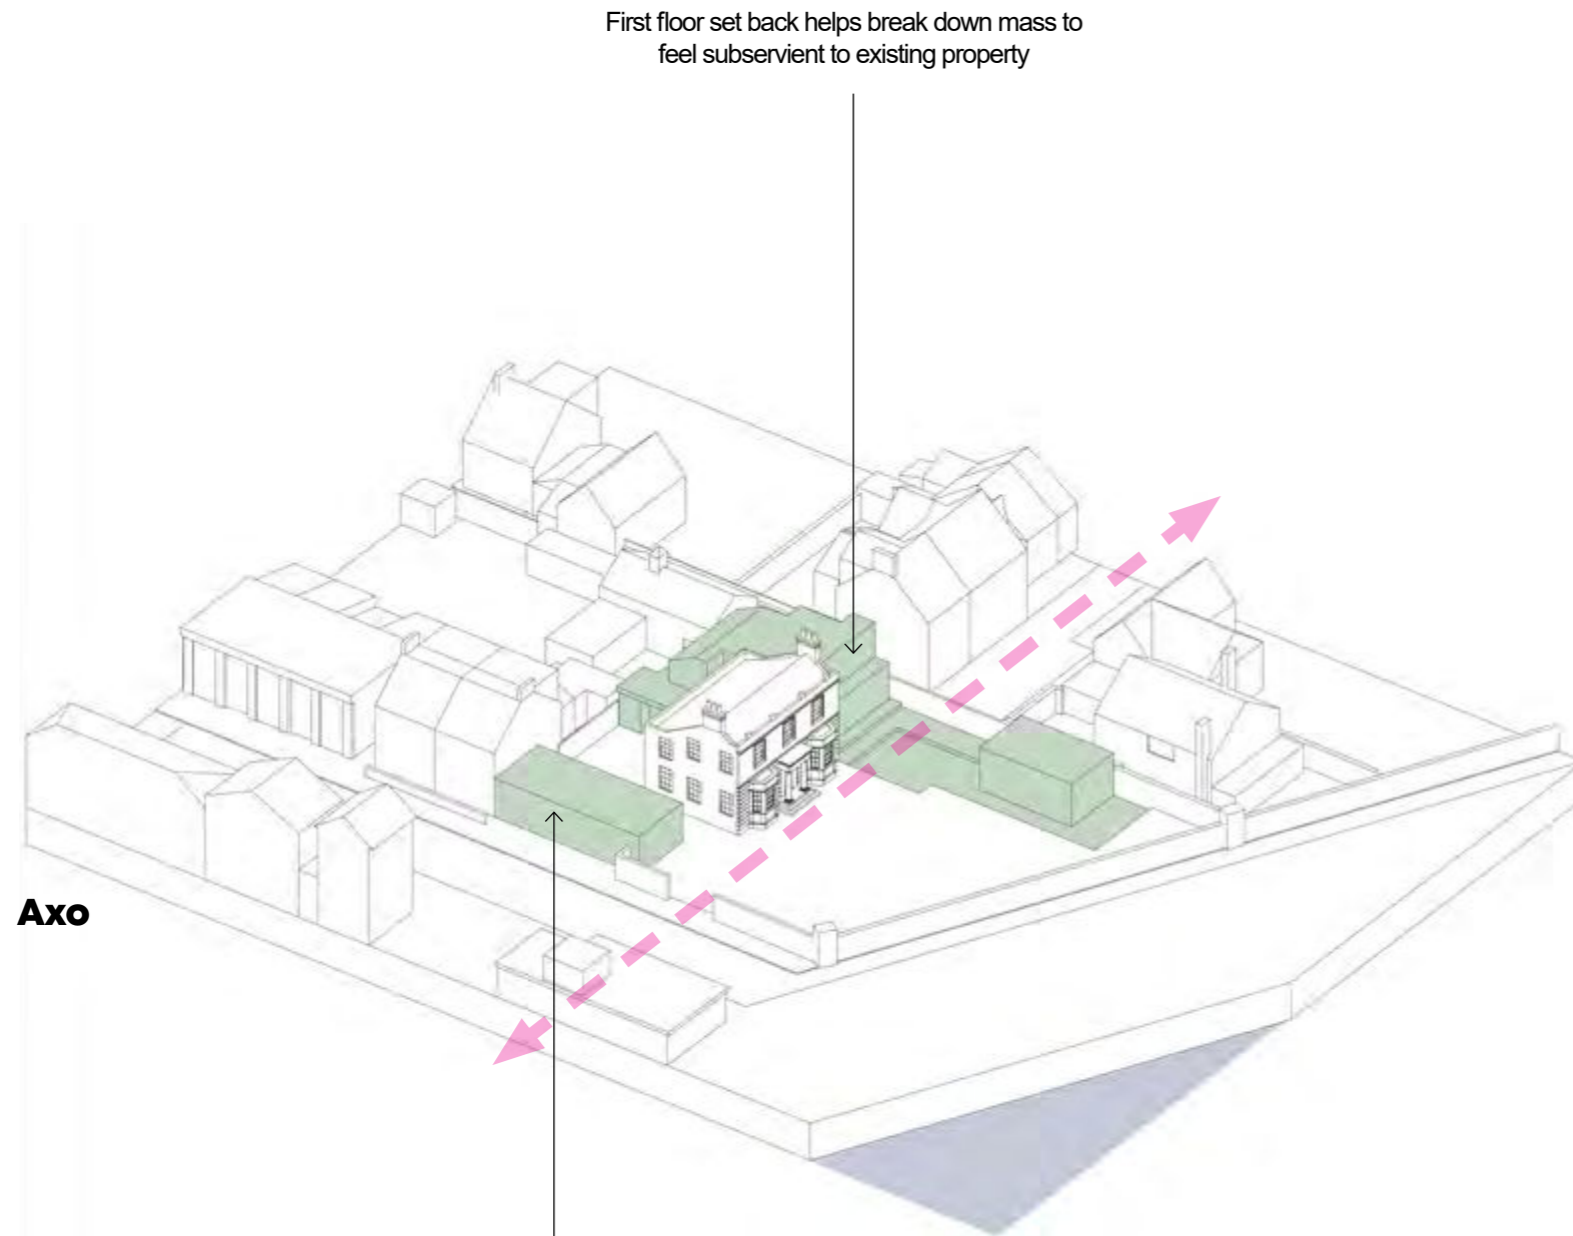 First floor set back helps break down mass to
feel subservient to existing property
Axo